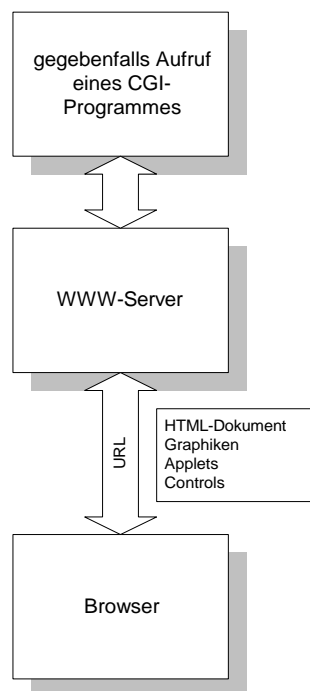 gegebenfalls Aufruf
eines CGI-
Programmes
WWW-Server
URL
HTML-Dokument
Graphiken
Applets
Controls
Browser